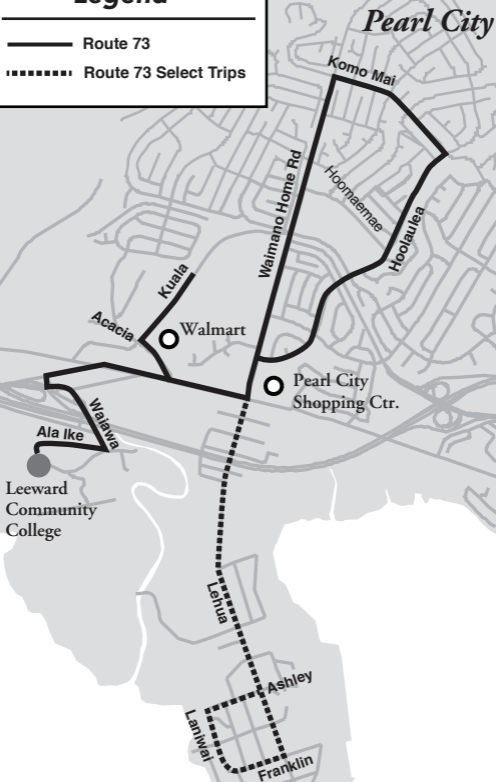 Legend
Route 73
Route 73 Select Trips
Pearl City
Komo Mai
Waimano Home Rd
Hoomaemae
Hoolaulea
Kuala
Acacia
Walmart
Pearl City
Shopping Ctr.
Waiawa
Ala Ike
Leeward
Community
College
Lehua
Ashley
Laniwai
Franklin